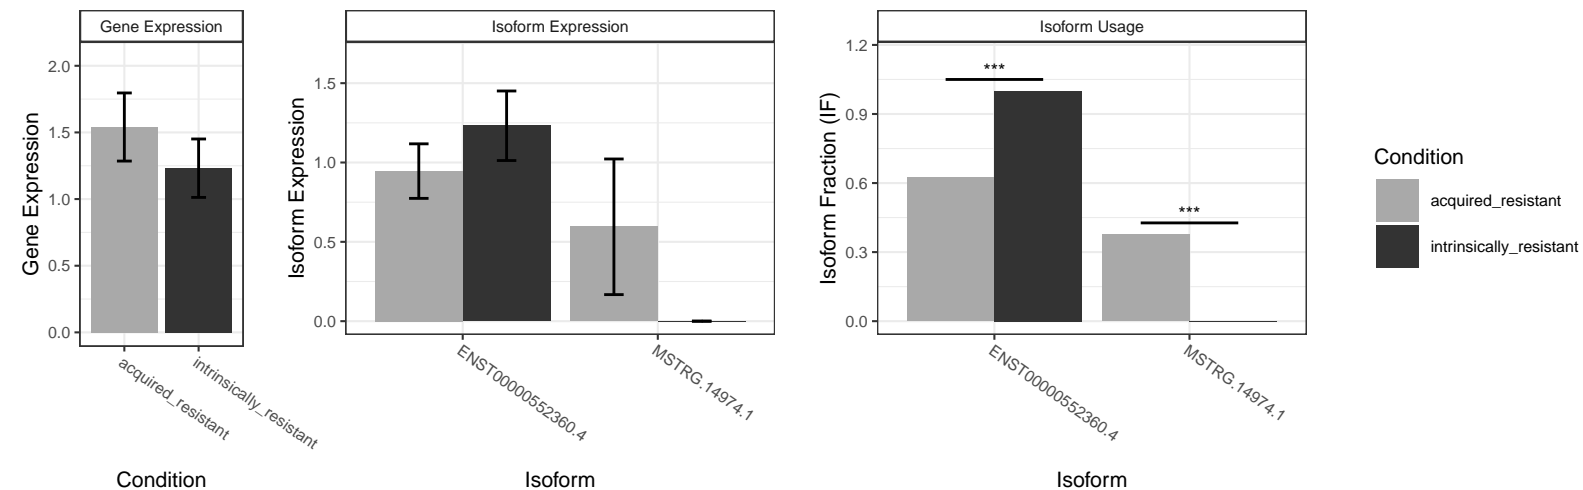 Gene Expression
Isoform Expression
Isoform Usage
Gene Expression
2.0
1.5
1.0
0.5
0.0
acquired_resistant
intrinsically_resistant
Condition
Isoform Expression
1.5
1.0
0.5
0.0
ENST00000552360.4
MSTRG.14974.1
Isoform
Isoform Fraction (IF)
1.2
0.9
0.6
0.3
0.0
***
***
ENST00000552360.4
MSTRG.14974.1
Isoform
Condition
acquired_resistant
intrinsically_resistant